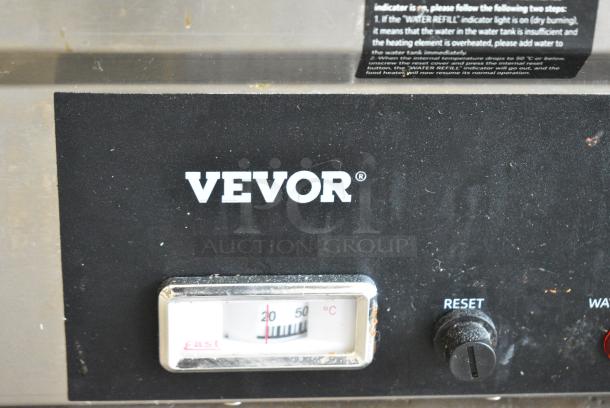 indicator is on, please follow the following two steps:
1. If the "WATER REFILL" indicator light is on (dry burning),
it means that the water in the water tank is insufficient and
the heating element is overheated, please add water to
the water tank immediately.
2. When the internal temperature drops to 50 °C or below,
unscrew the reset cover and press the internal reset
button, the "WATER REFILL" indicator will go out, and the
food heater will now resume its normal operation.
VEVOR®
PCI
AUCTION GROUP
20 50 °C
East
RESET
WA